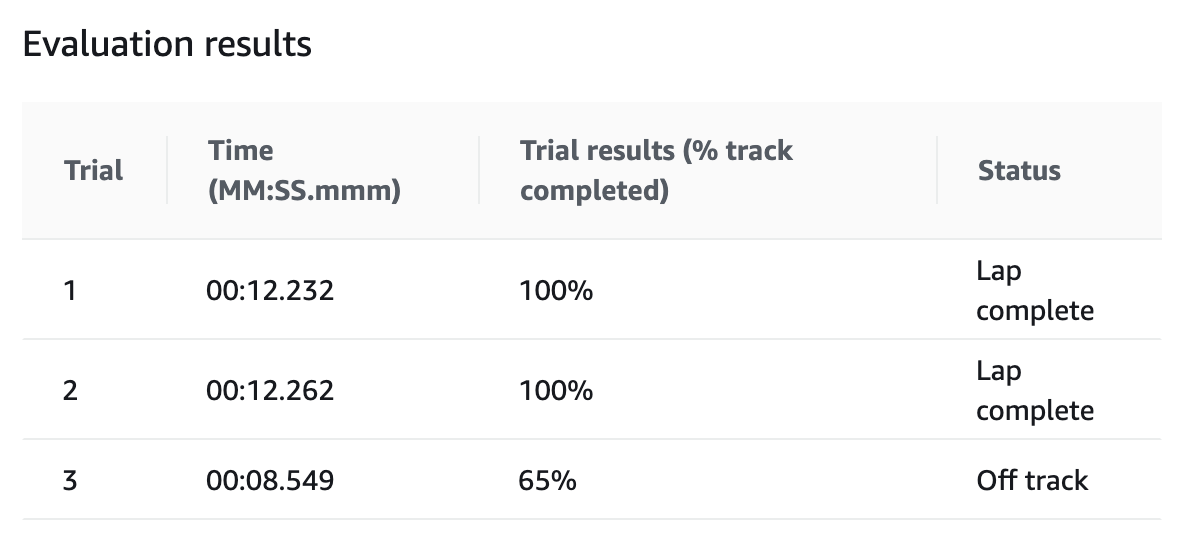 Evaluation results
Trial
Time
(MM:SS.mmm)
Trial results (% track
completed)
Status
1 00:12.232 100% Lap
complete
2 00:12.262 100% Lap
complete
3 00:08.549 65% Off track